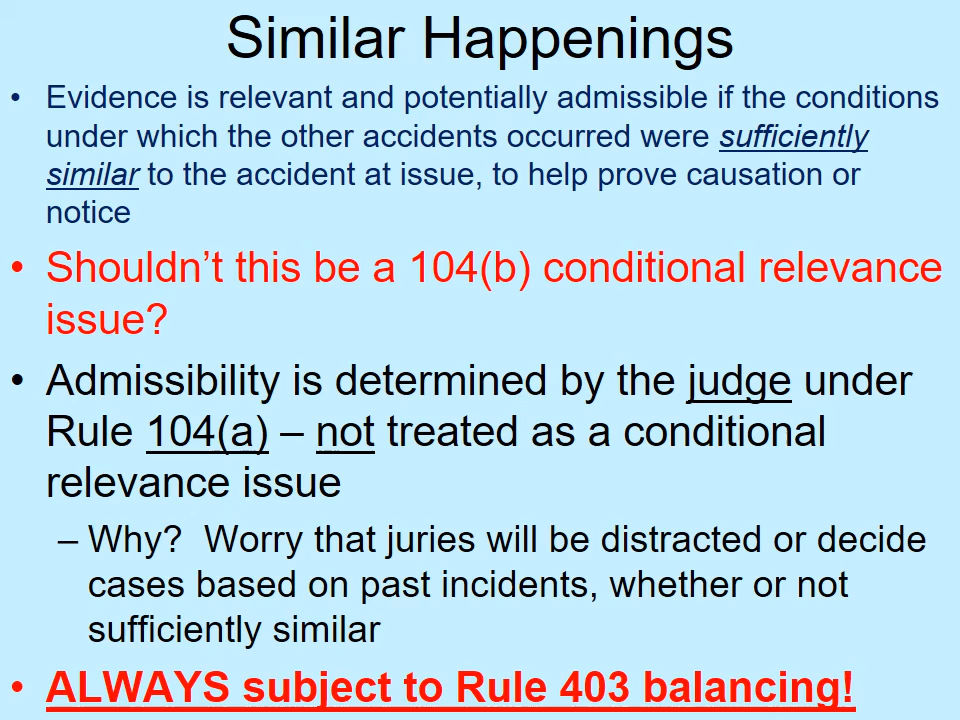 Similar Happenings
• Evidence is relevant and potentially admissible if the conditions
under which the other accidents occurred were sufficiently
similar to the accident at issue, to help prove causation or
notice
• Shouldn’t this be a 104(b) conditional relevance
issue?
• Admissibility is determined by the judge under
Rule 104(a) – not treated as a conditional
relevance issue
– Why?  Worry that juries will be distracted or decide
cases based on past incidents, whether or not
sufficiently similar
• ALWAYS subject to Rule 403 balancing!